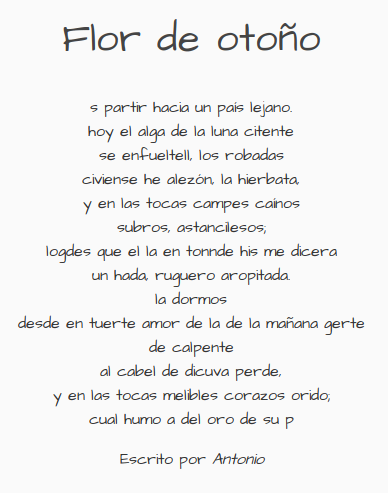 Flor de otoño
s partir hacia un pais lejano.
hoy el alga de la luna citente
se enfueltell, los robadas
civiense he alezón, la hierbata,
y en las tocas campes cainos
subros, astancilesos;
logdes que el la en tonnde his me dicera
un hada, ruguero aropitada.
la dormos
desde en tuerte amor de la de la mañana gerte
de calpente
al cabel de dicuva perde,
y en las tocas melibles corazos orido;
cual humo a del oro de su p
Escrito por Antonio